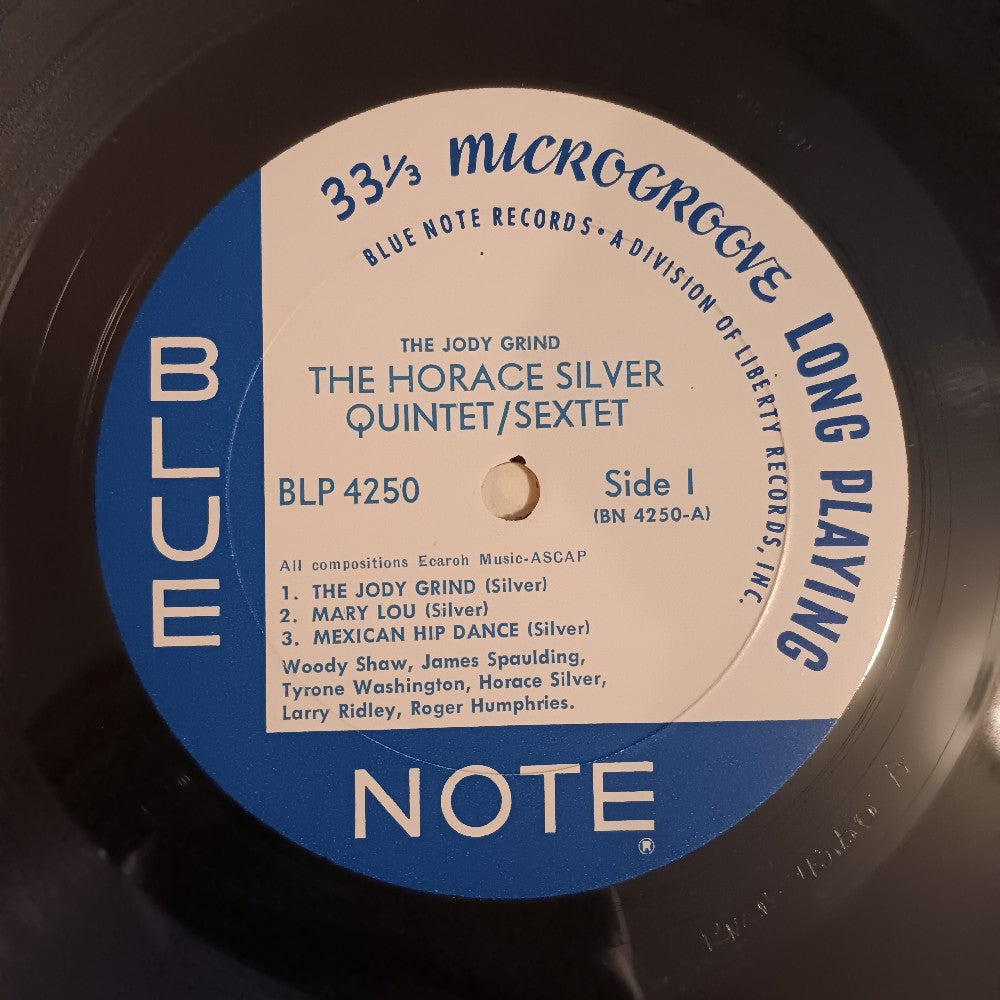 33⅓ MICROGROOVE LONG PLAYING
BLUE NOTE RECORDS • A DIVISION OF LIBERTY RECORDS, INC.
THE JODY GRIND
THE HORACE SILVER
QUINTET/SEXTET
BLP 4250
Side 1
(BN 4250-A)
All compositions Ecaroh Music-ASCAP
1. THE JODY GRIND (Silver)
2. MARY LOU (Silver)
3. MEXICAN HIP DANCE (Silver)
Woody Shaw, James Spaulding,
Tyrone Washington, Horace Silver,
Larry Ridley, Roger Humphries.
BLUE
NOTE
®